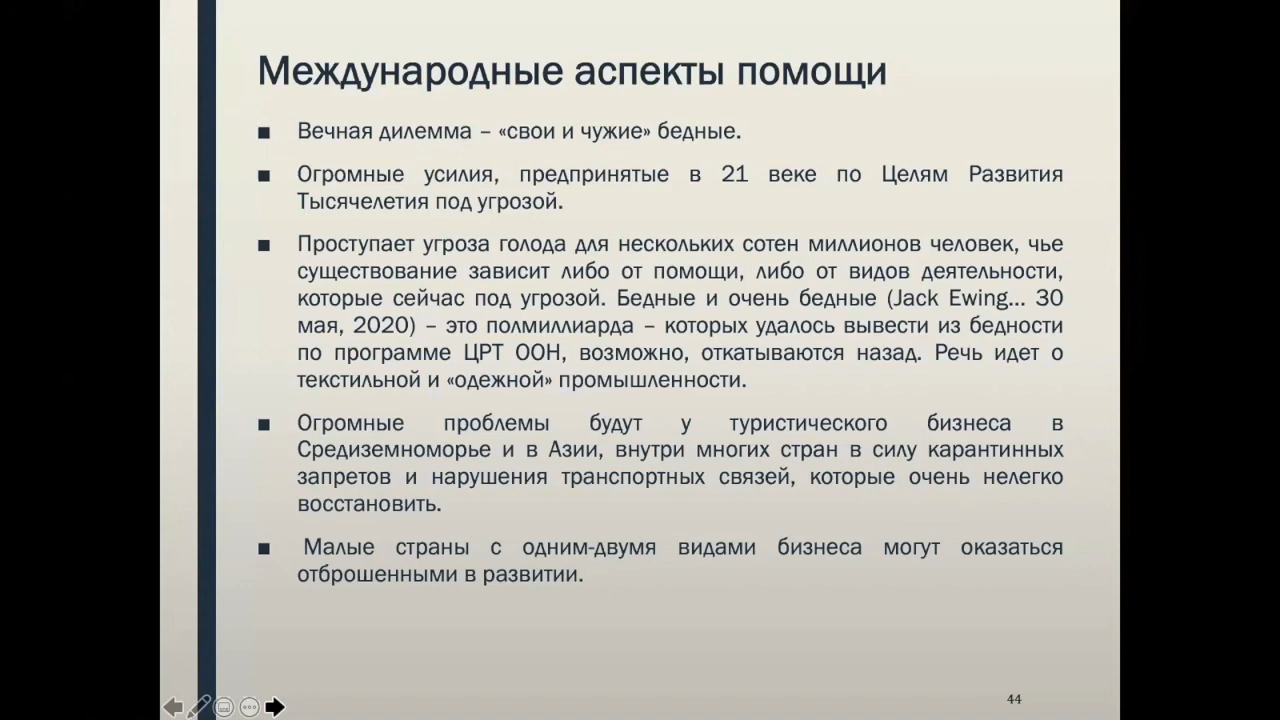 Международные аспекты помощи
■ Вечная дилемма – «свои и чужие» бедные.
■ Огромные усилия, предпринятые в 21 веке по Целям Развития
Тысячелетия под угрозой.
■ Проступает угроза голода для нескольких сотен миллионов человек, чье
существование зависит либо от помощи, либо от видов деятельности,
которые сейчас под угрозой. Бедные и очень бедные (Jack Ewing... 30
мая, 2020) – это полмиллиарда – которых удалось вывести из бедности
по программе ЦРТ ООН, возможно, откатываются назад. Речь идет о
текстильной и «одежной» промышленности.
■ Огромные проблемы будут у туристического бизнеса в
Средиземноморье и в Азии, внутри многих стран в силу карантинных
запретов и нарушения транспортных связей, которые очень нелегко
восстановить.
■ Малые страны с одним-двумя видами бизнеса могут оказаться
отброшенными в развитии.
44